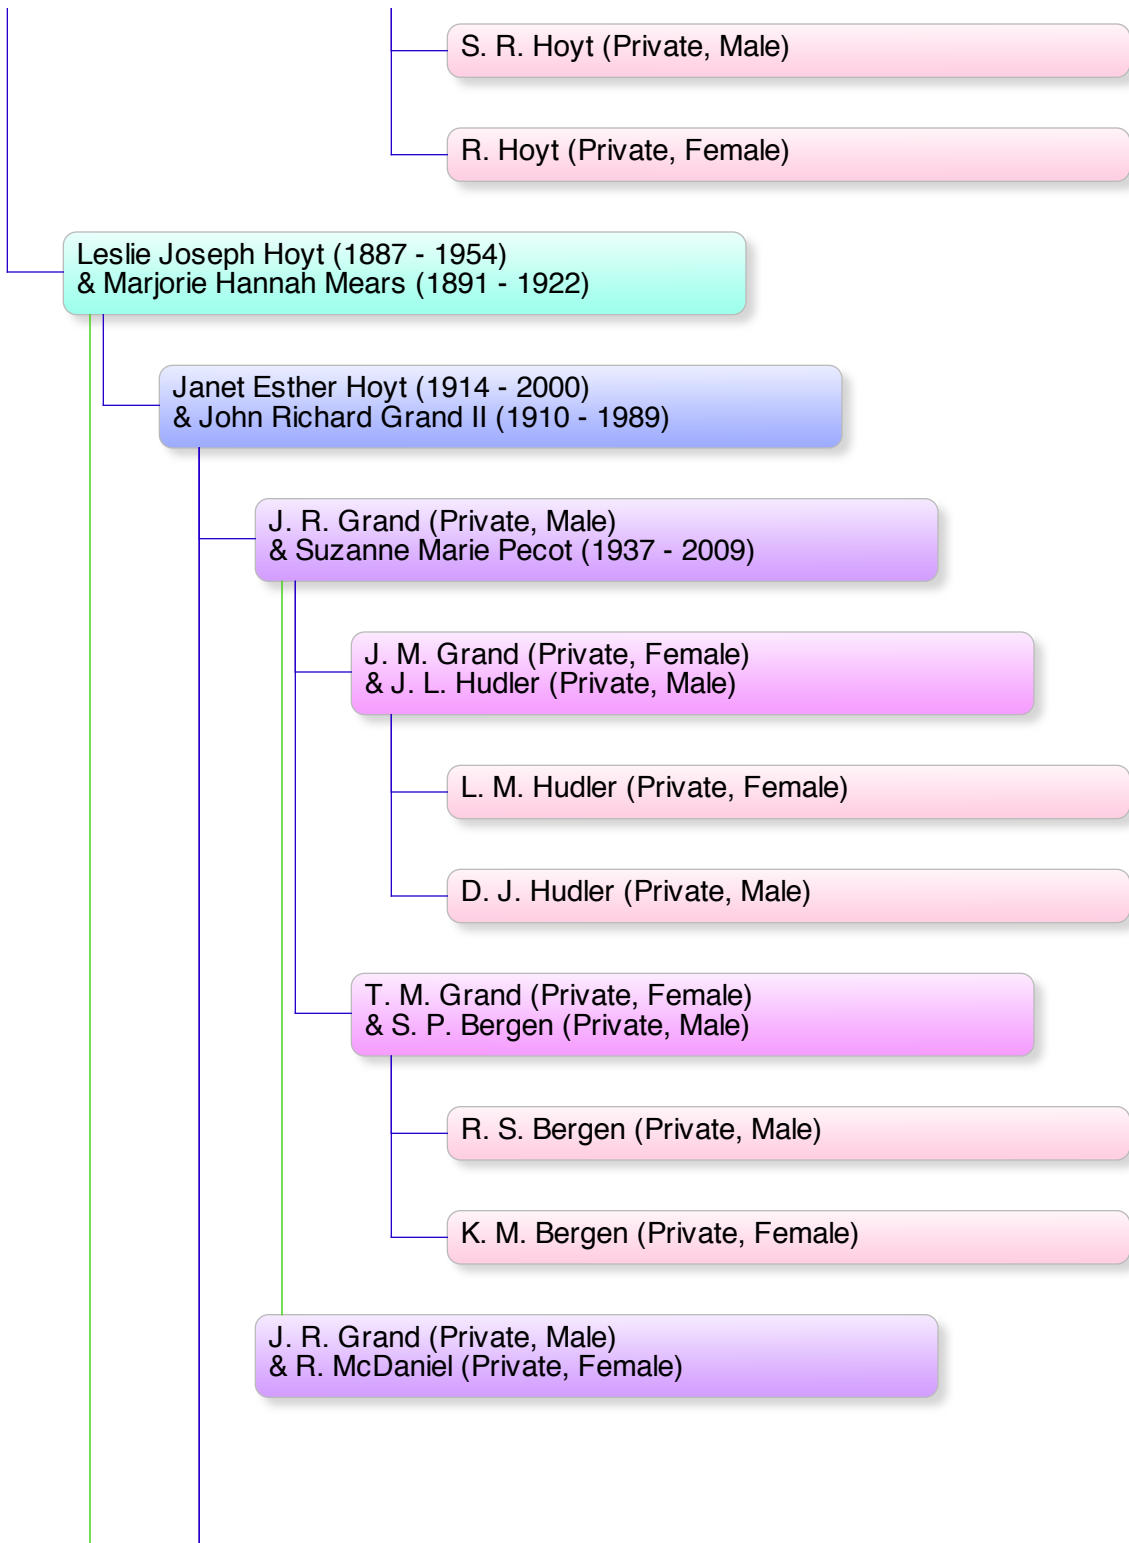 S. R. Hoyt (Private, Male)
R. Hoyt (Private, Female)
Leslie Joseph Hoyt (1887 - 1954)
& Marjorie Hannah Mears (1891 - 1922)
Janet Esther Hoyt (1914 - 2000)
& John Richard Grand II (1910 - 1989)
J. R. Grand (Private, Male)
& Suzanne Marie Pecot (1937 - 2009)
J. M. Grand (Private, Female)
& J. L. Hudler (Private, Male)
L. M. Hudler (Private, Female)
D. J. Hudler (Private, Male)
T. M. Grand (Private, Female)
& S. P. Bergen (Private, Male)
R. S. Bergen (Private, Male)
K. M. Bergen (Private, Female)
J. R. Grand (Private, Male)
& R. McDaniel (Private, Female)